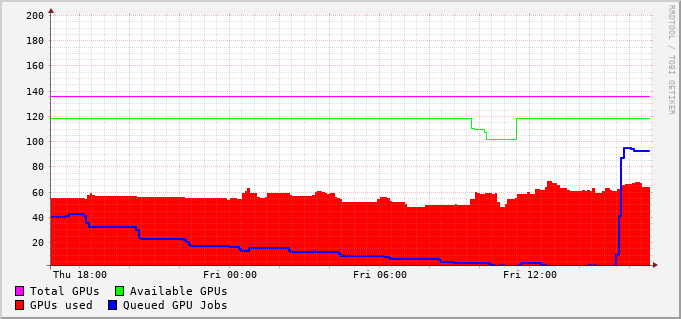 200
180
160
140
120
100
80
60
40
20
Thu 18:00 Fri 00:00 Fri 06:00 Fri 12:00
Total GPUs Available GPUs
GPUs used Queued GPU Jobs
RRDTOOL / TOBI OETIKER